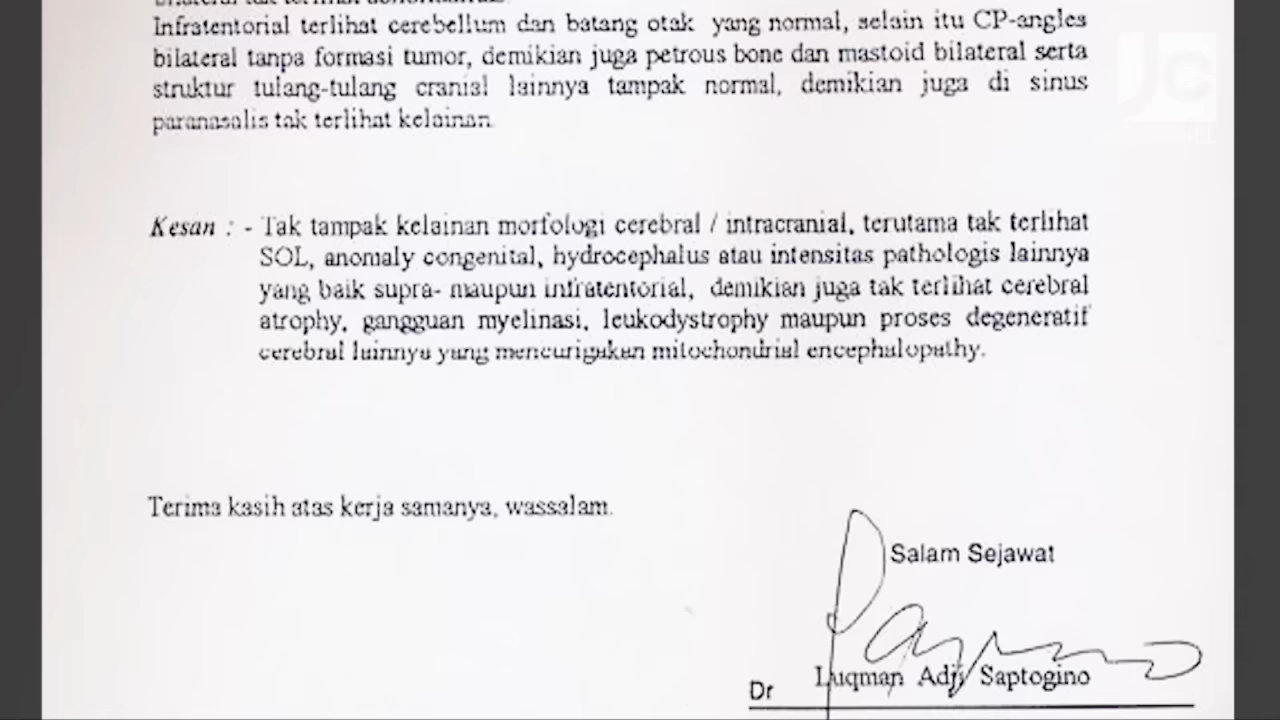 Infratentorial terlihat cerebellum dan batang otak yang normal, selain itu CP-angles
bilateral tanpa formasi tumor, demikian juga petrous bone dan mastoid bilateral serta
struktur tulang-tulang cranial lainnya tampak normal, demikian juga di sinus
paranasalis tak terlihat kelainan.
Kesan : - Tak tampak kelainan morfologi cerebral / intracranial, terutama tak terlihat
SOL, anomaly congenital, hydrocephalus atau intensitas pathologis lainnya
yang baik supra- maupun infratentorial, demikian juga tak terlihat cerebral
atrophy, gangguan myelinasi, leukodystrophy maupun proses degeneratif
cerebral lainnya yang mencurigakan mitochondrial encephalopathy.
Terima kasih atas kerja samanya, wassalam.
Salam Sejawat
Dr Luqman Adji Saptogino
JC